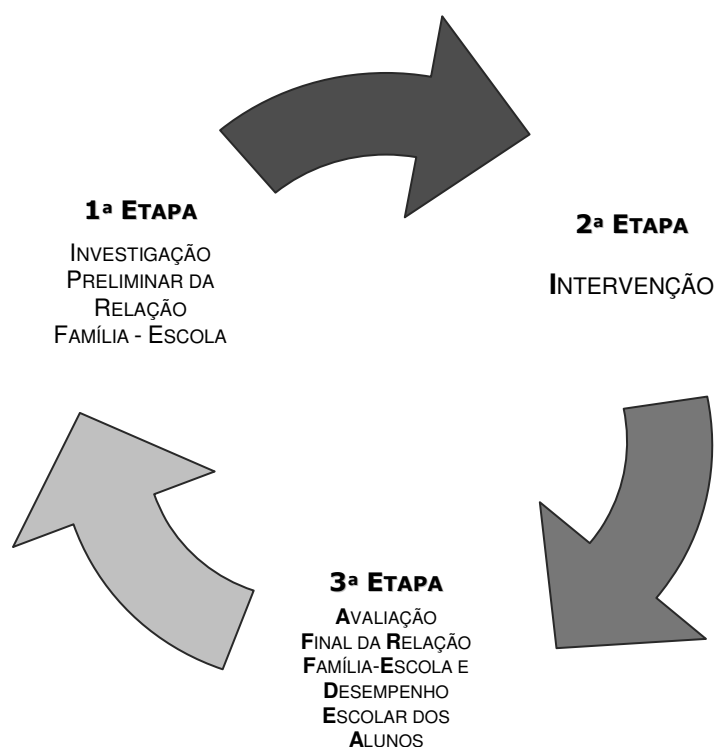 1ª ETAPA
INVESTIGAÇÃO
PRELIMINAR DA
RELAÇÃO
FAMÍLIA - ESCOLA
2ª ETAPA
INTERVENÇÃO
3ª ETAPA
AVALIAÇÃO
FINAL DA RELAÇÃO
FAMÍLIA-ESCOLA E
DESEMPENHO
ESCOLAR DOS
ALUNOS